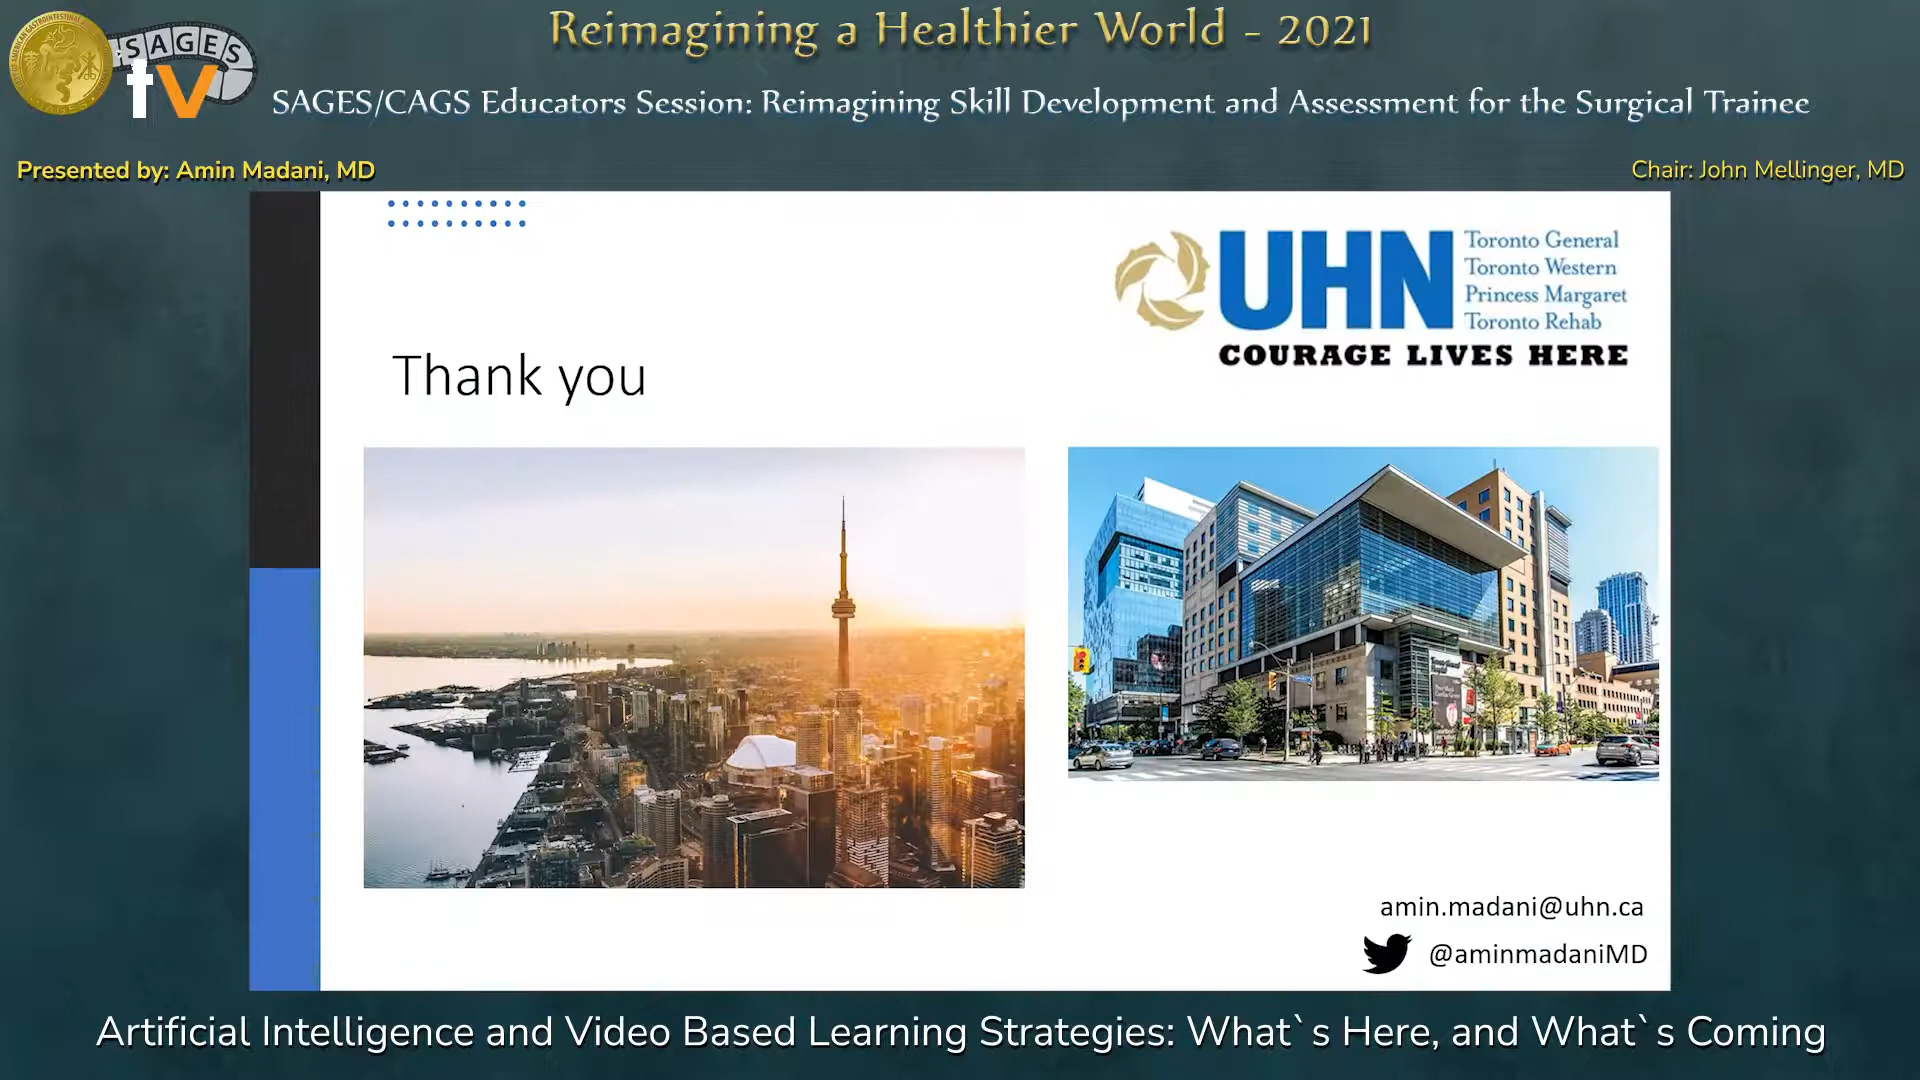 Reimagining a Healthier World - 2021
SAGES
tv
SAGES/CAGS Educators Session: Reimagining Skill Development and Assessment for the Surgical Trainee
Presented by: Amin Madani, MD
Chair: John Mellinger, MD
UHN
Toronto General
Toronto Western
Princess Margaret
Toronto Rehab
COURAGE LIVES HERE
Thank you
amin.madani@uhn.ca
@aminmadaniMD
Artificial Intelligence and Video Based Learning Strategies: What`s Here, and What`s Coming